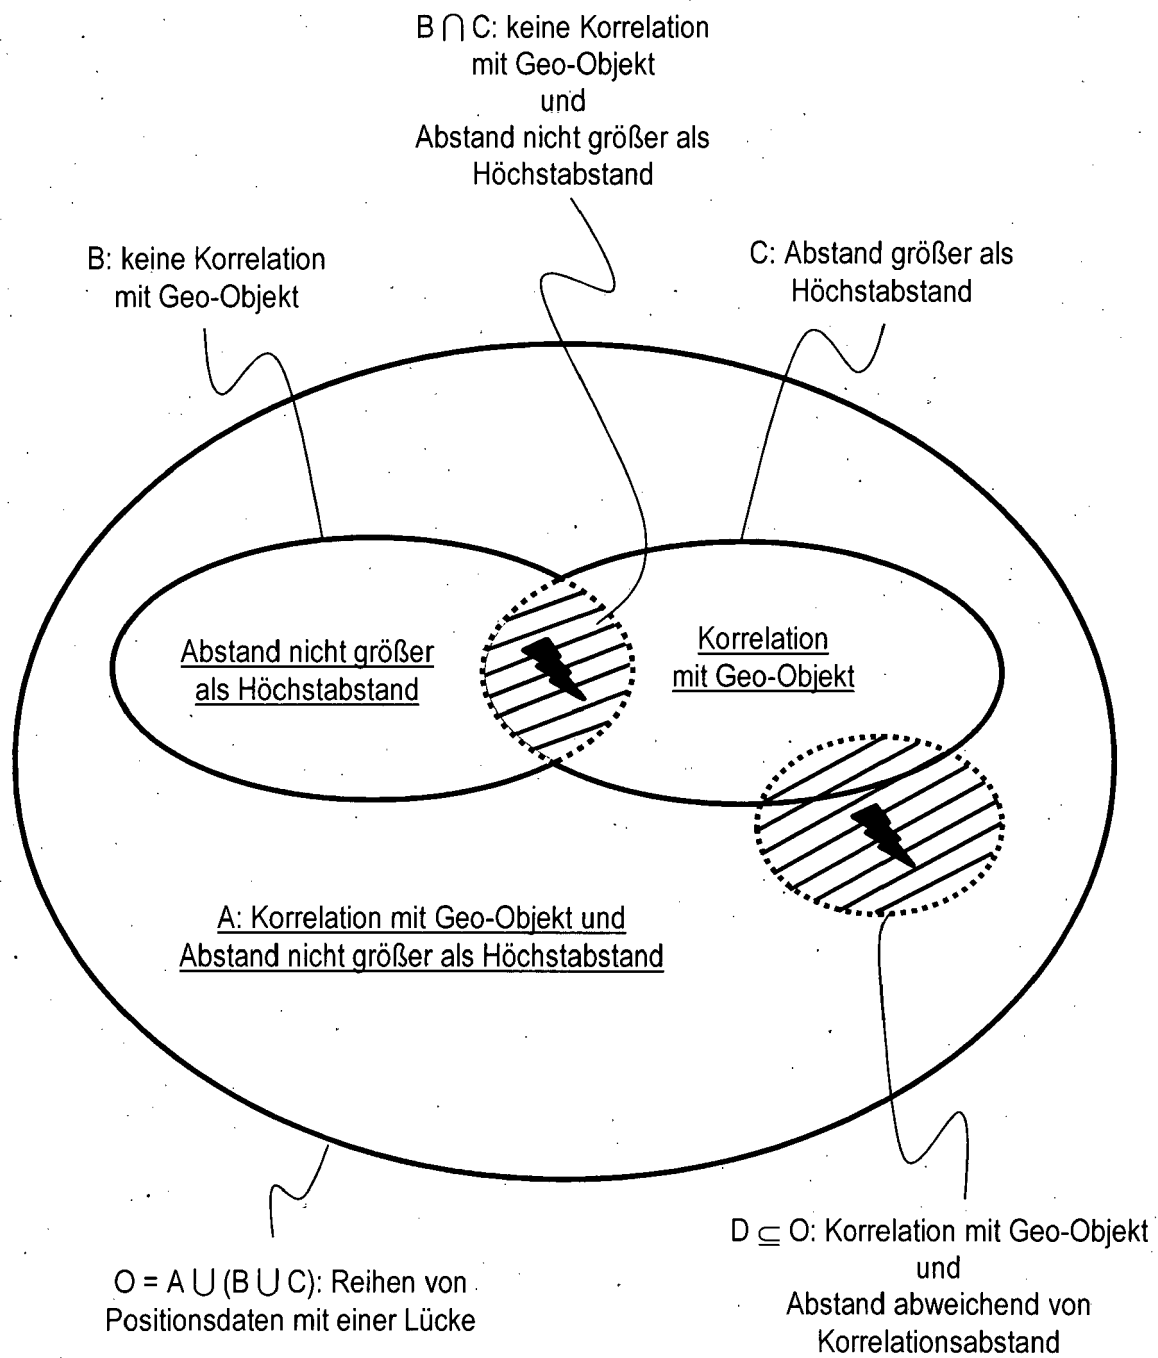 B ⋂ C: keine Korrelation
mit Geo-Objekt
und
Abstand nicht größer als
Höchstabstand
B: keine Korrelation
mit Geo-Objekt
C: Abstand größer als
Höchstabstand
Abstand nicht größer
als Höchstabstand
Korrelation
mit Geo-Objekt
A: Korrelation mit Geo-Objekt und
Abstand nicht größer als Höchstabstand
O = A ⋃ (B ⋃ C): Reihen von
Positionsdaten mit einer Lücke
D ⊆ O: Korrelation mit Geo-Objekt
und
Abstand abweichend von
Korrelationsabstand